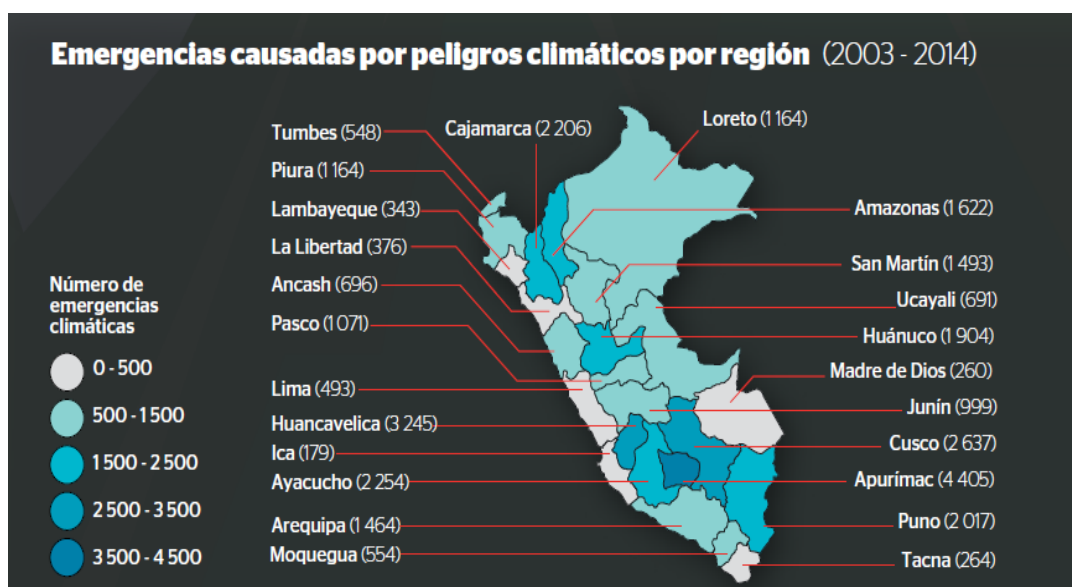 Emergencias causadas por peligros climáticos por región (2003 - 2014)
Tumbes (548)
Cajamarca (2 206)
Loreto (1 164)
Piura (1 164)
Lambayeque (343)
Amazonas (1 622)
La Libertad (376)
San Martín (1 493)
Ancash (696)
Ucayali (691)
Pasco (1 071)
Huánuco (1 904)
Madre de Dios (260)
Lima (493)
Junín (999)
Huancavelica (3 245)
Cusco (2 637)
Ica (179)
Ayacucho (2 254)
Apurímac (4 405)
Arequipa (1 464)
Puno (2 017)
Moquegua (554)
Tacna (264)
Número de
emergencias
climáticas
0 - 500
500 - 1500
1 500 - 2 500
2 500 - 3 500
3 500 - 4 500